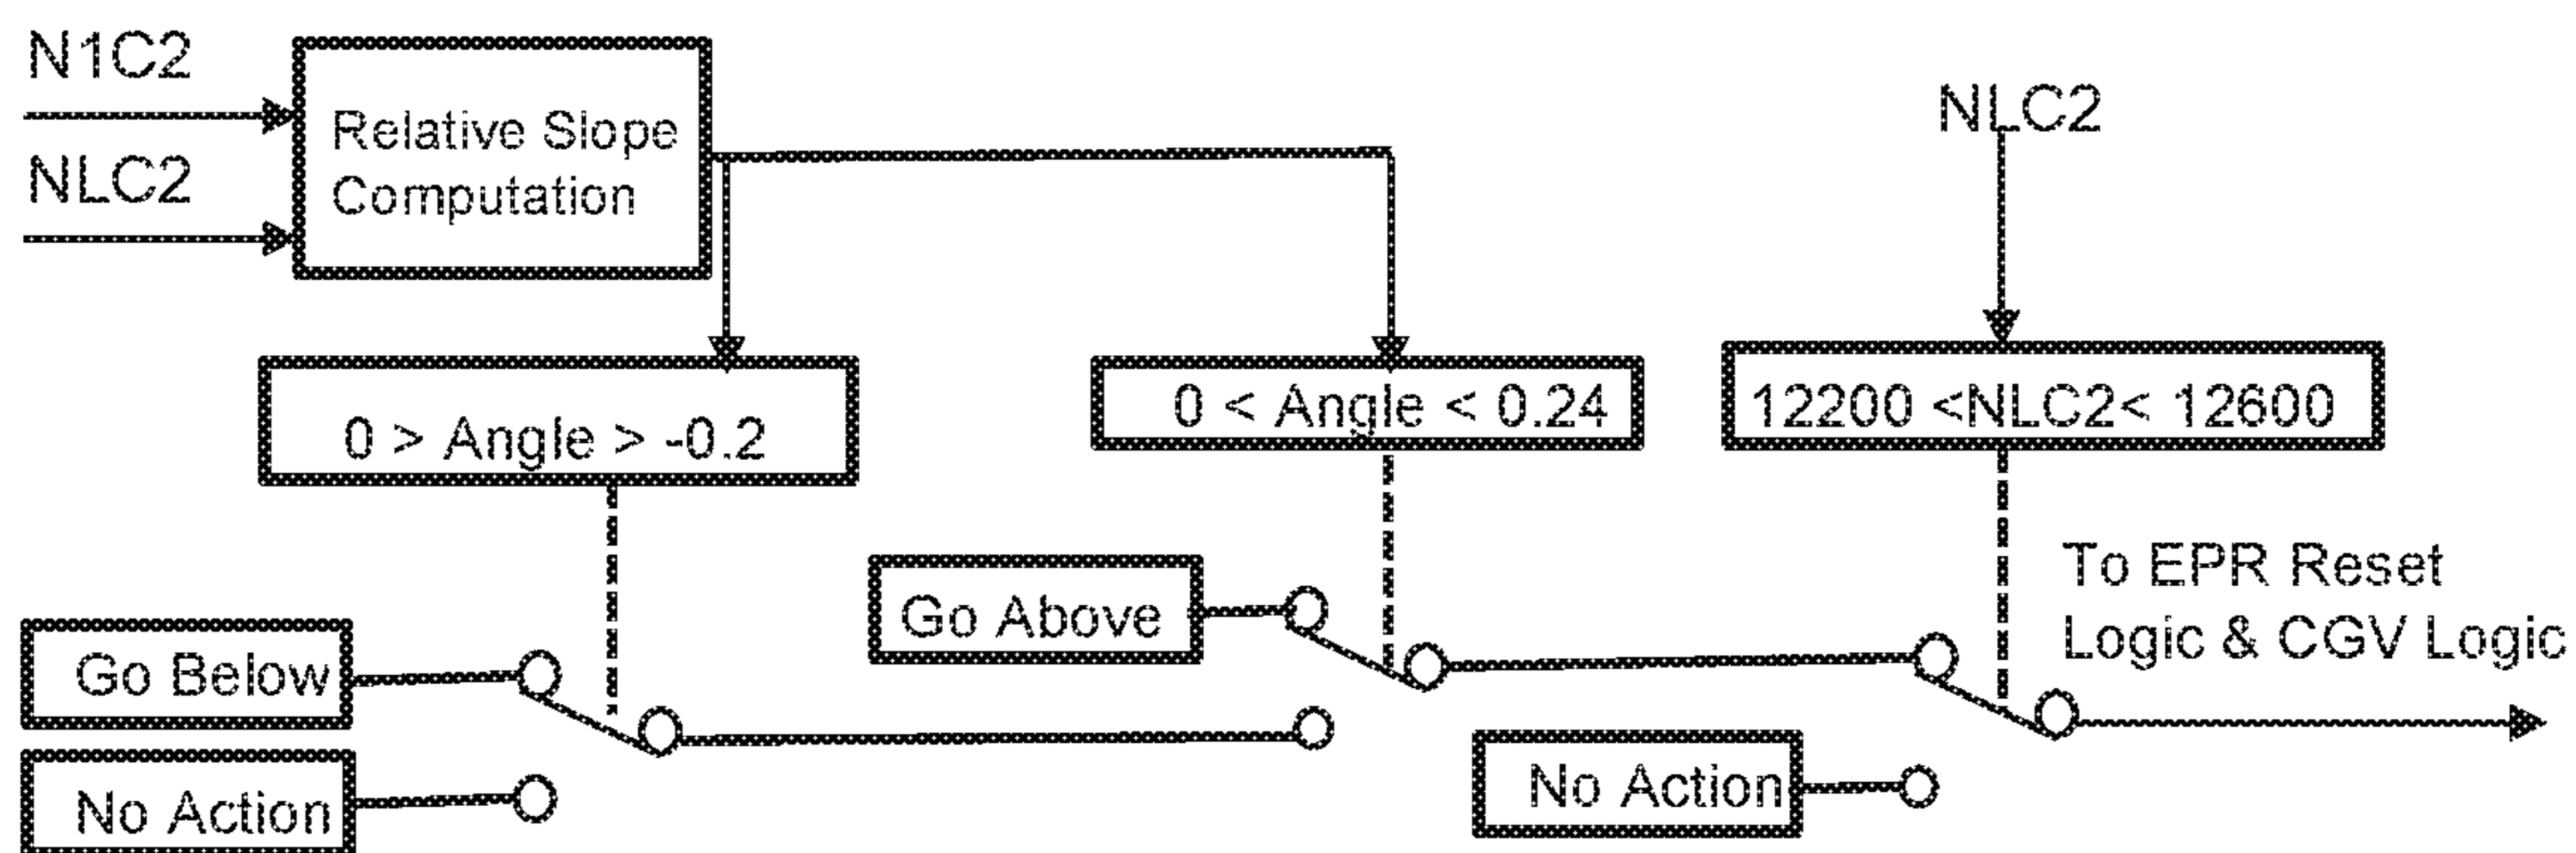 N1C2
NLC2
Relative Slope
Computation
NLC2
0 > Angle > -0.2
0 < Angle < 0.24
12200 <NLC2< 12600
To EPR Reset
Logic & CGV Logic
Go Above
Go Below
No Action
No Action